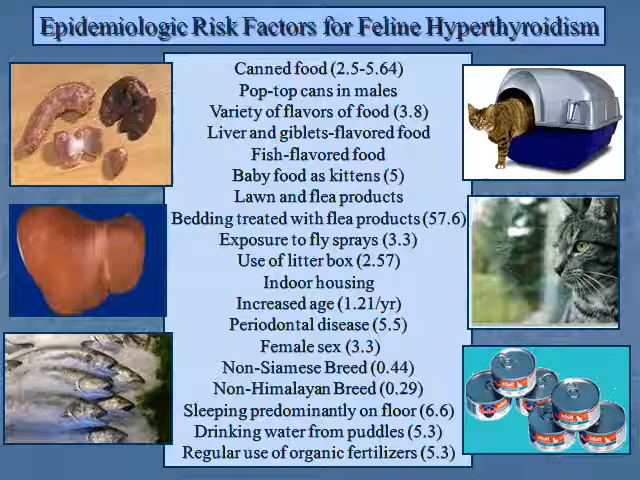 Epidemiologic Risk Factors for Feline Hyperthyroidism
Canned food (2.5-5.64)
Pop-top cans in males
Variety of flavors of food (3.8)
Liver and giblets-flavored food
Fish-flavored food
Baby food as kittens (5)
Lawn and flea products
Bedding treated with flea products (57.6)
Exposure to fly sprays (3.3)
Use of litter box (2.57)
Indoor housing
Increased age (1.21/yr)
Periodontal disease (5.5)
Female sex (3.3)
Non-Siamese Breed (0.44)
Non-Himalayan Breed (0.29)
Sleeping predominantly on floor (6.6)
Drinking water from puddles (5.3)
Regular use of organic fertilizers (5.3)